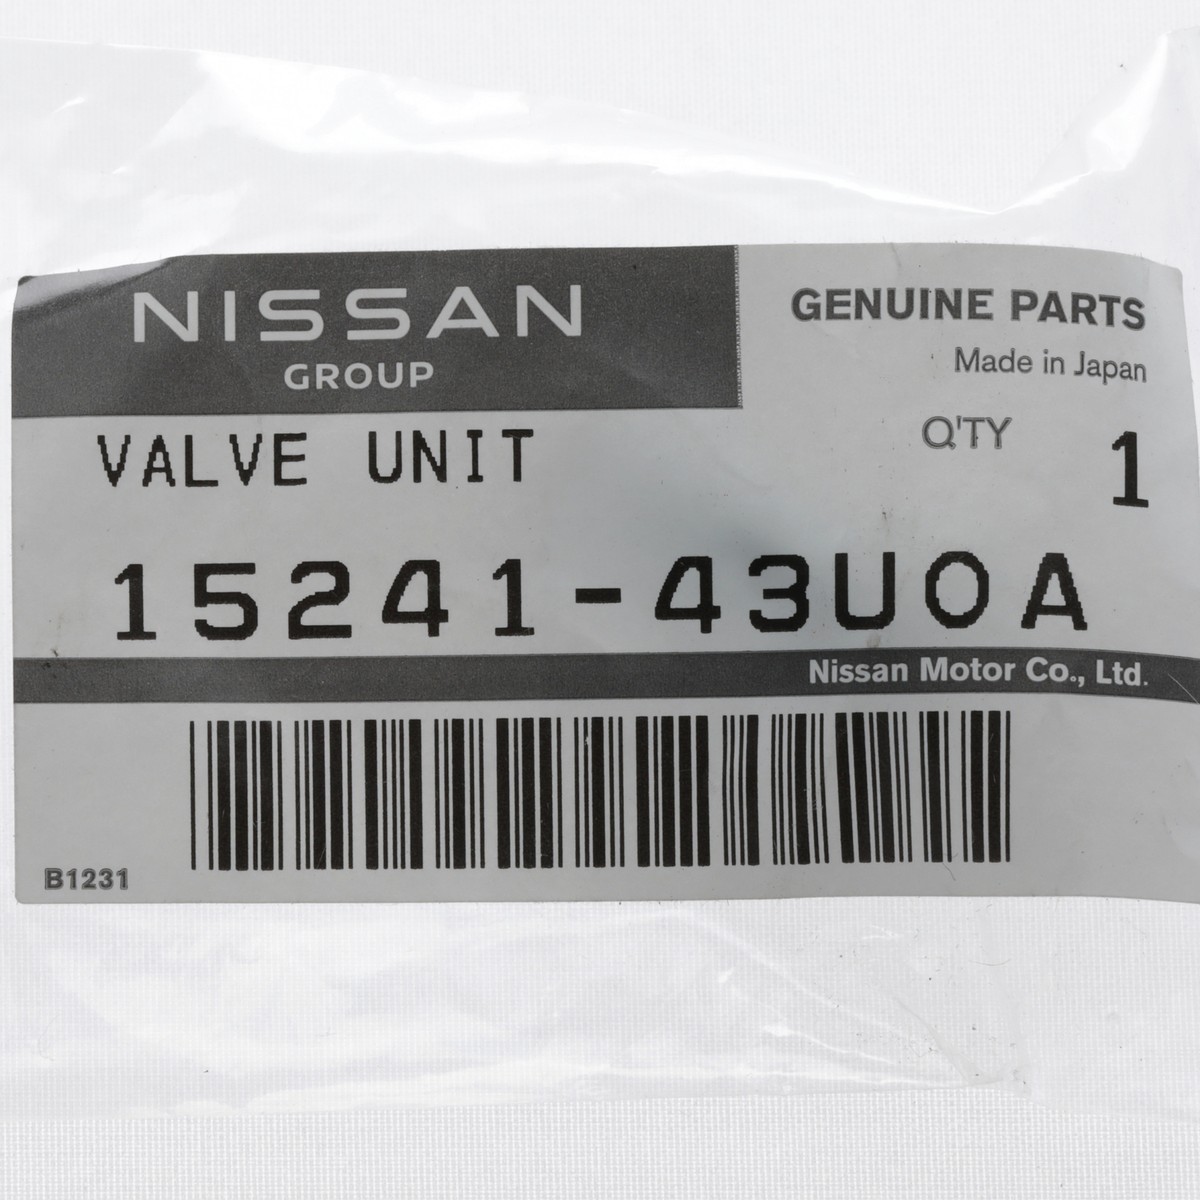 NISSAN
GROUP
GENUINE PARTS
Made in Japan
VALVE UNIT
Q'TY 1
15241-43U0A
Nissan Motor Co., Ltd.
B1231